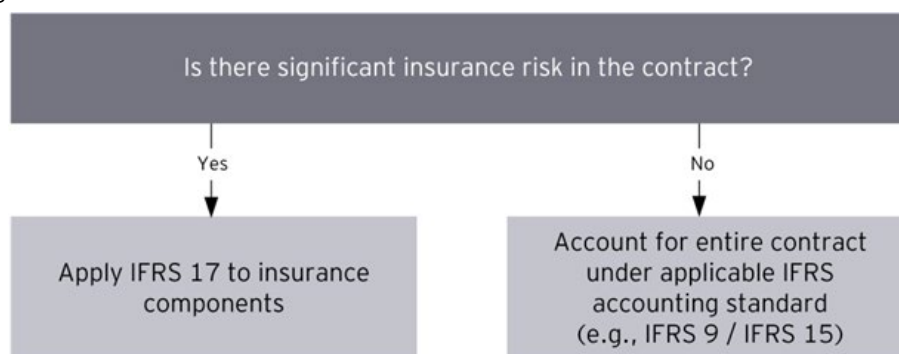 Is there significant insurance risk in the contract?
Yes
No
Apply IFRS 17 to insurance
components
Account for entire contract
under applicable IFRS
accounting standard
(e.g., IFRS 9 / IFRS 15)